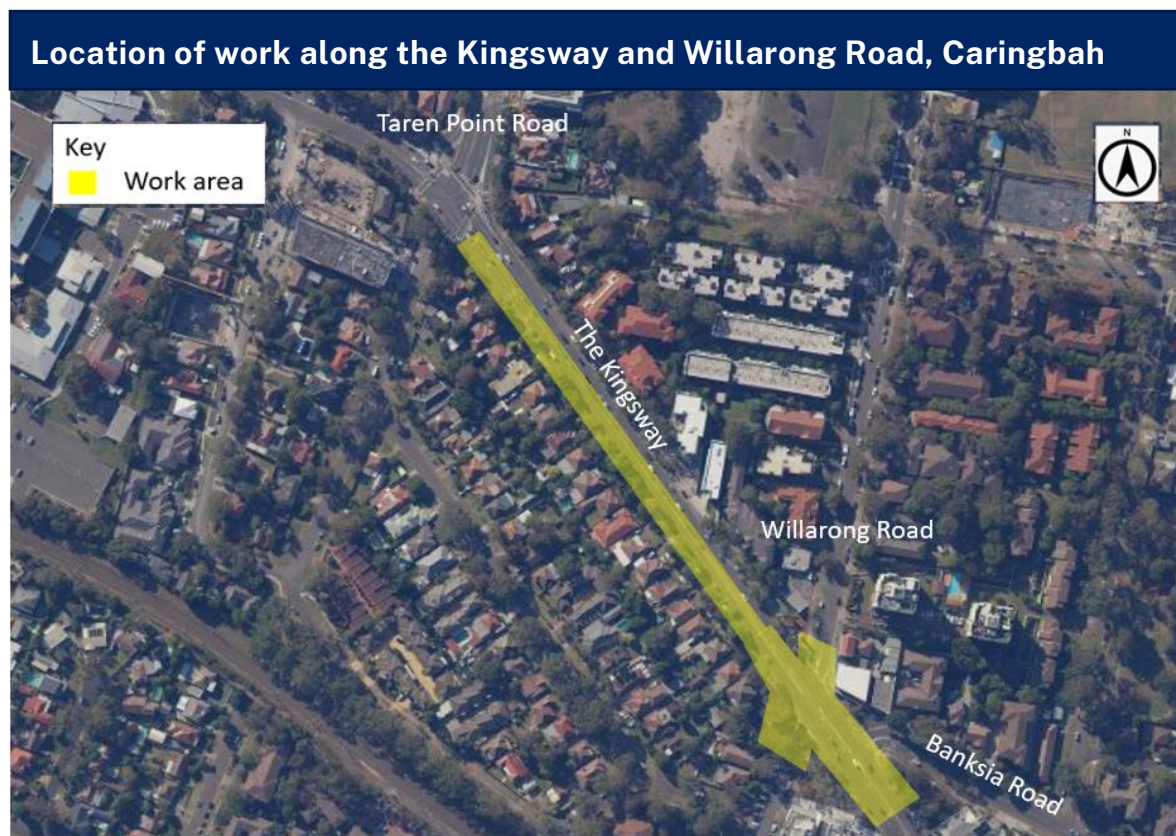 Location of work along the Kingsway and Willarong Road, Caringbah
Taren Point Road
Key
Work area
N
The Kingsway
Willarong Road
Banksia Road